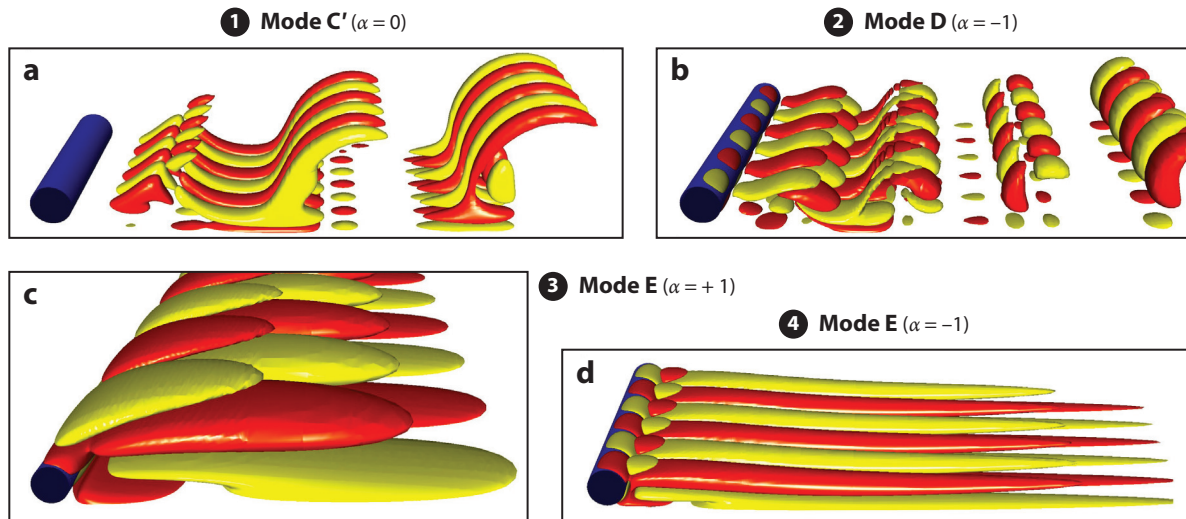 1 Mode C′ (α = 0)
2 Mode D (α = –1)
a
b
c
3 Mode E (α = + 1)
4 Mode E (α = –1)
d